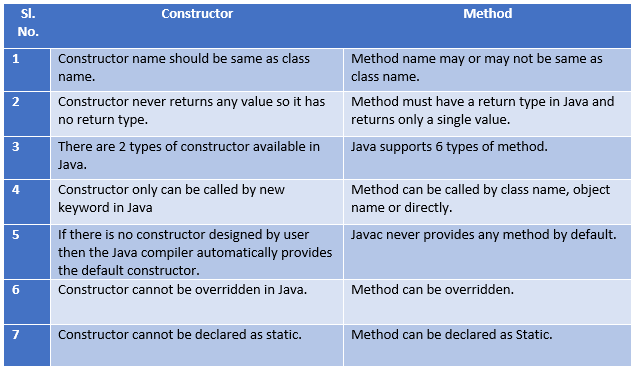 Sl. Constructor Method
No.
1 Constructor name should be same as class Method name may or may not be same as
name. class name.
2 Constructor never returns any value so it has Method must have a return type in Java and
no return type. returns only a single value.
3 There are 2 types of constructor available in Java supports 6 types of method.
Java.
4 Constructor only can be called by new Method can be called by class name, object
keyword in Java name or directly.
5 If there is no constructor designed by user Javac never provides any method by default.
then the Java compiler automatically provides
the default constructor.
6 Constructor cannot be overridden in Java. Method can be overridden.
7 Constructor cannot be declared as static. Method can be declared as Static.